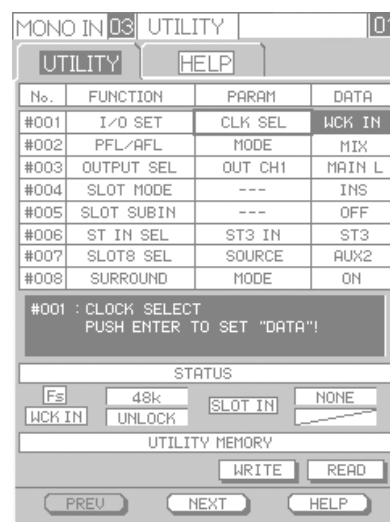 MONO IN 03 UTILITY
UTILITY HELP
No. FUNCTION PARAM DATA
#001 I/O SET CLK SEL WCK IN
#002 PFL/AFL MODE MIX
#003 OUTPUT SEL OUT CH1 MAIN L
#004 SLOT MODE --- INS
#005 SLOT SUBIN --- OFF
#006 ST IN SEL ST3 IN ST3
#007 SLOT8 SEL SOURCE AUX2
#008 SURROUND MODE ON
#001 : CLOCK SELECT
PUSH ENTER TO SET "DATA"!
STATUS
Fs 48k SLOT IN NONE
WCK IN UNLOCK
UTILITY MEMORY
WRITE READ
PREV NEXT HELP